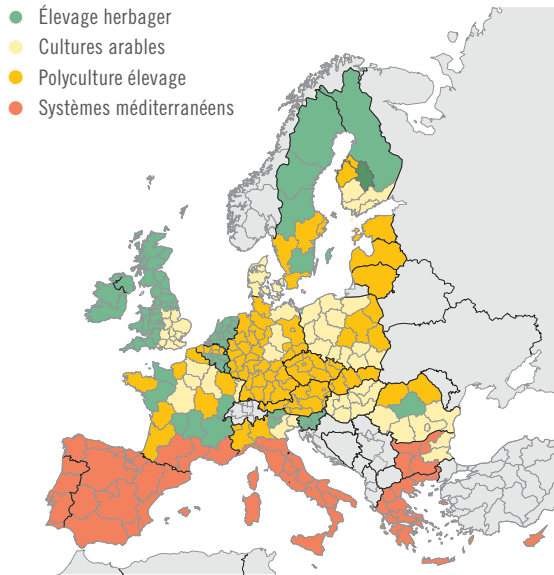 Élevage herbager
Cultures arables
Polyculture élevage
Systèmes méditerranéens